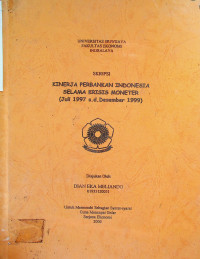 UNIVERSITAS SRIWIJAYA
FAKULTAS EKONOMI
INDERALAYA
SKRIPSI
KINERJA PERBANKAN INDONESIA
SELAMA KRISIS MONETER
(Juli 1997 s.d. Desember 1999)
Diajukan Oleh:
Untuk Memenuhi Sebagian Syarat-syarat
Guna Mencapai Gelar
Sarjana Ekonomi
2000